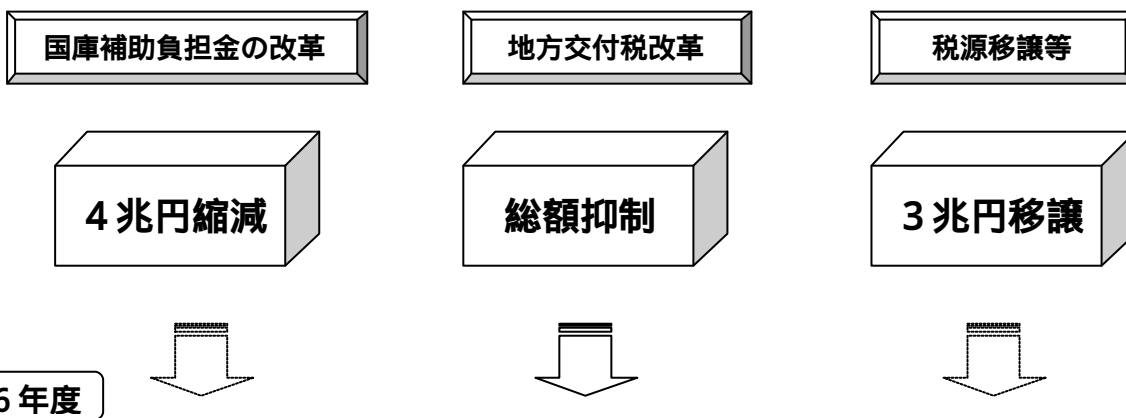 国庫補助負担金の改革
地方交付税改革
税源移譲等
４兆円縮減
総額抑制
３兆円移譲
６年度